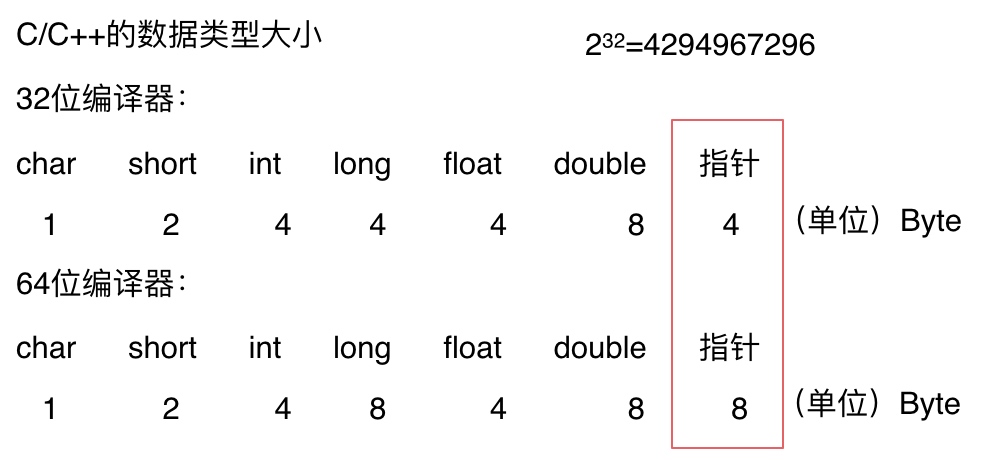 C/C++的数据类型大小
2³²=4294967296
32位编译器：
char short int long float double 指针
1 2 4 4 4 8 4 （单位）Byte
64位编译器：
char short int long float double 指针
1 2 4 8 4 8 8 （单位）Byte